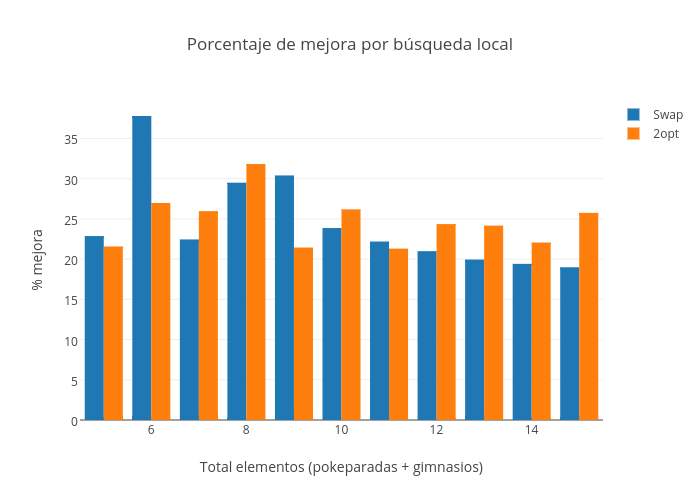 Porcentaje de mejora por búsqueda local
Swap
2opt
35
30
25
20
15
10
5
0
% mejora
6
8
10
12
14
Total elementos (pokeparadas + gimnasios)